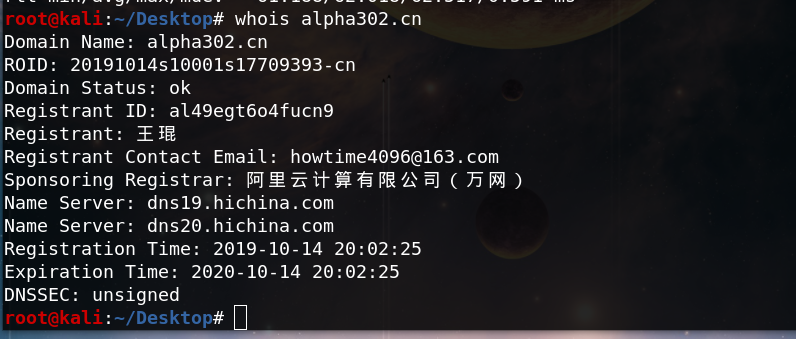 root@kali:~/Desktop# whois alpha302.cn
Domain Name: alpha302.cn
ROID: 20191014s10001s17709393-cn
Domain Status: ok
Registrant ID: al49egt6o4fucn9
Registrant: 王琨
Registrant Contact Email: howtime4096@163.com
Sponsoring Registrar: 阿里云计算有限公司（万网）
Name Server: dns19.hichina.com
Name Server: dns20.hichina.com
Registration Time: 2019-10-14 20:02:25
Expiration Time: 2020-10-14 20:02:25
DNSSEC: unsigned
root@kali:~/Desktop#